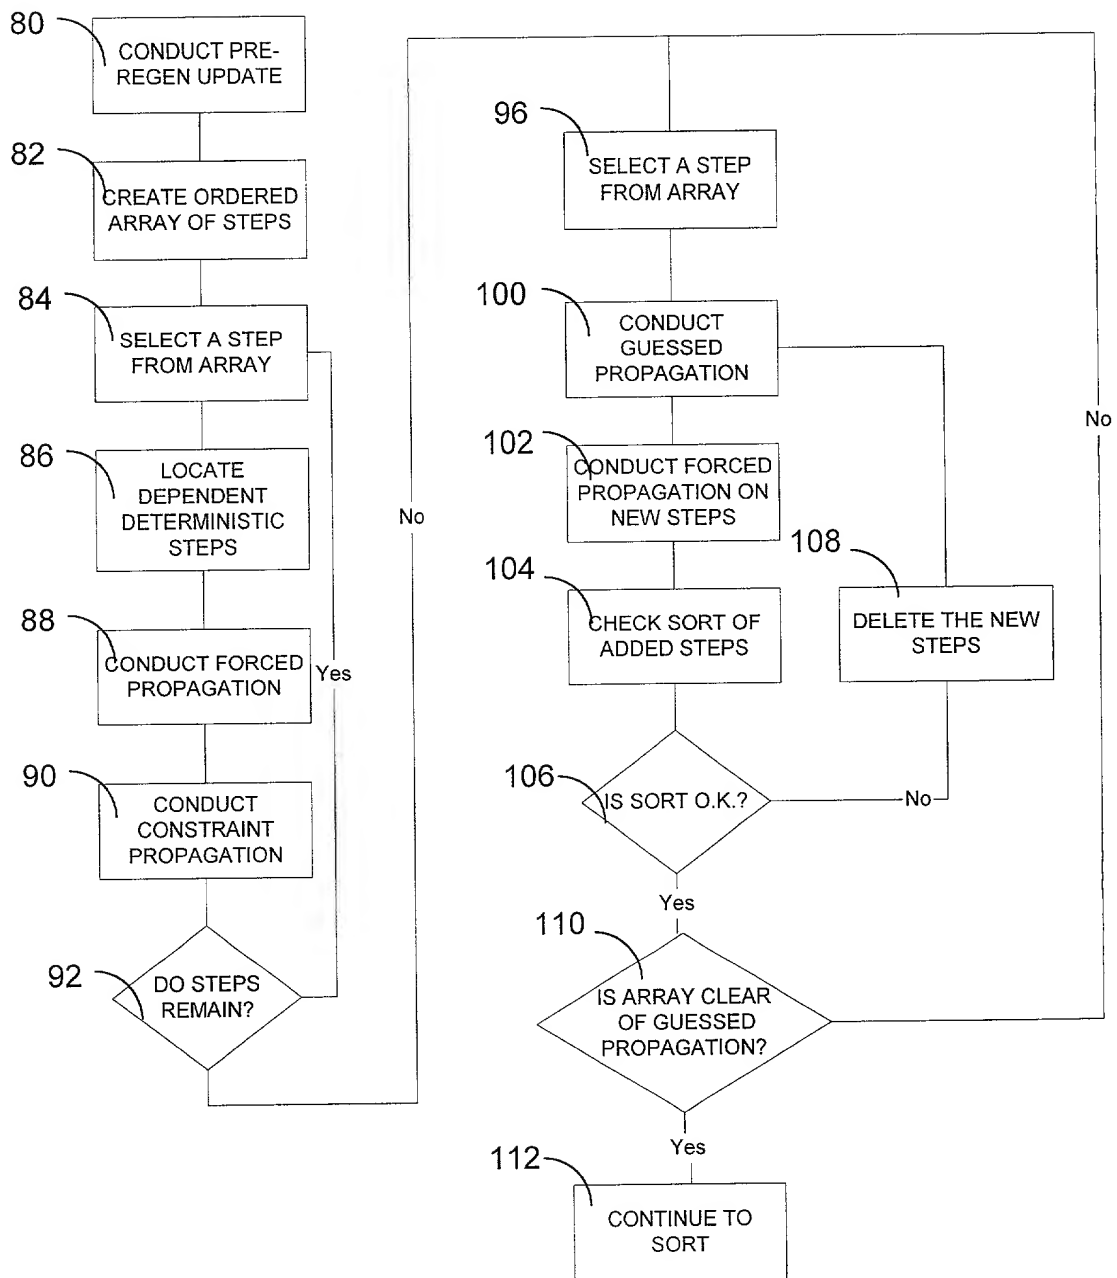 80
CONDUCT PRE-
REGEN UPDATE
82
CREATE ORDERED
ARRAY OF STEPS
84
SELECT A STEP
FROM ARRAY
86
LOCATE
DEPENDENT
DETERMINISTIC
STEPS
88
CONDUCT FORCED
PROPAGATION
Yes
90
CONDUCT
CONSTRAINT
PROPAGATION
92
DO STEPS
REMAIN?
No
96
SELECT A STEP
FROM ARRAY
100
CONDUCT
GUESSED
PROPAGATION
102
CONDUCT FORCED
PROPAGATION ON
NEW STEPS
104
CHECK SORT OF
ADDED STEPS
106
IS SORT O.K.?
No
108
DELETE THE NEW
STEPS
Yes
110
IS ARRAY CLEAR
OF GUESSED
PROPAGATION?
No
Yes
112
CONTINUE TO
SORT